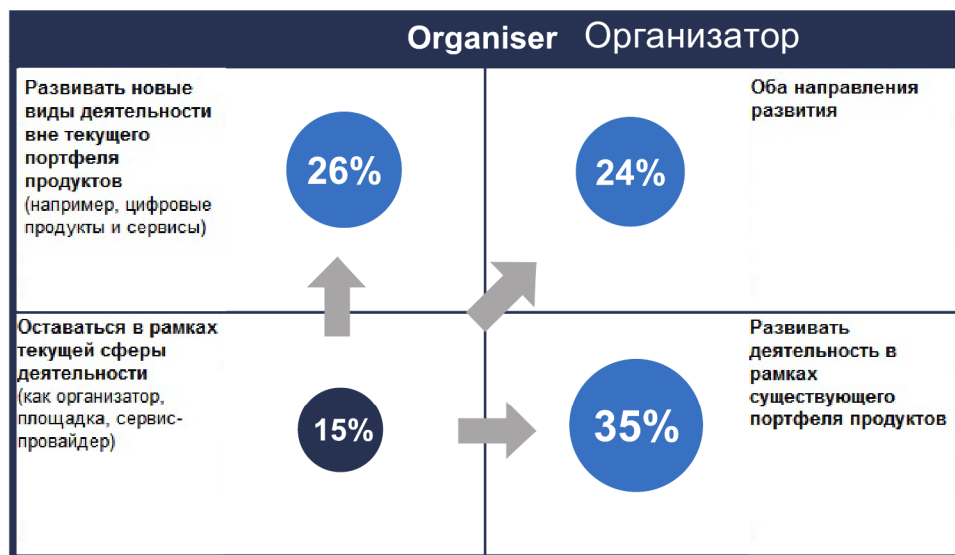 Organiser Организатор
Развивать новые
виды деятельности
вне текущего
портфеля
продуктов
(например, цифровые
продукты и сервисы)
26%
24%
Оба направления
развития
Оставаться в рамках
текущей сферы
деятельности
(как организатор,
площадка, сервис-
провайдер)
15%
35%
Развивать
деятельность в
рамках
существующего
портфеля продуктов